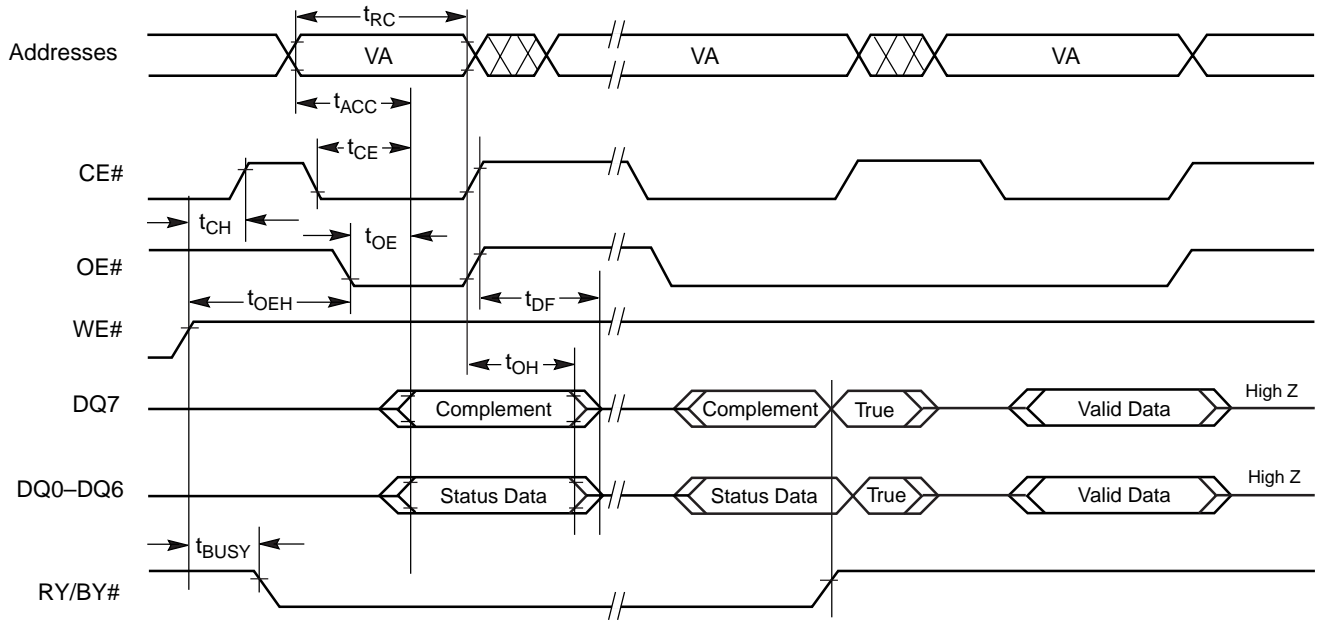 tRC
Addresses VA VA VA
tACC
tCE
CE#
tCH
tOE
OE#
tOEH tDF
WE#
tOH
DQ7 Complement Complement True Valid Data High Z
DQ0–DQ6 Status Data Status Data True Valid Data High Z
tBUSY
RY/BY#